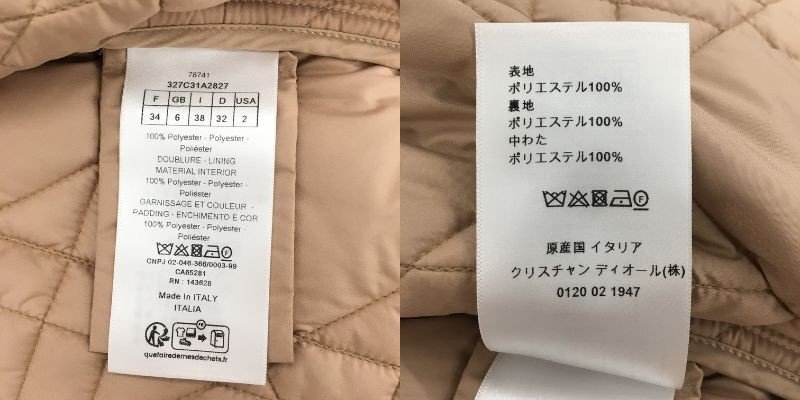 78741
327C31A2827
F GB I D USA
34 6 38 32 2
100% Polyester - Polyester -
Poliéster
DOUBLURE - LINING
MATERIAL INTERIOR
100% Polyester - Polyester -
Poliéster
GARNISSAGE ET COULEUR -
PADDING - ENCHIMENTO E COR
100% Polyester - Polyester -
Poliéster
CNPJ 02-046-366/0003-99
CA65281
RN : 143628
Made in ITALY
ITALIA
FR
quefairedemesdechets.fr
表地
ポリエステル100%
裏地
ポリエステル100%
中わた
ポリエステル100%
F
原産国 イタリア
クリスチャン ディオール(株)
0120 02 1947